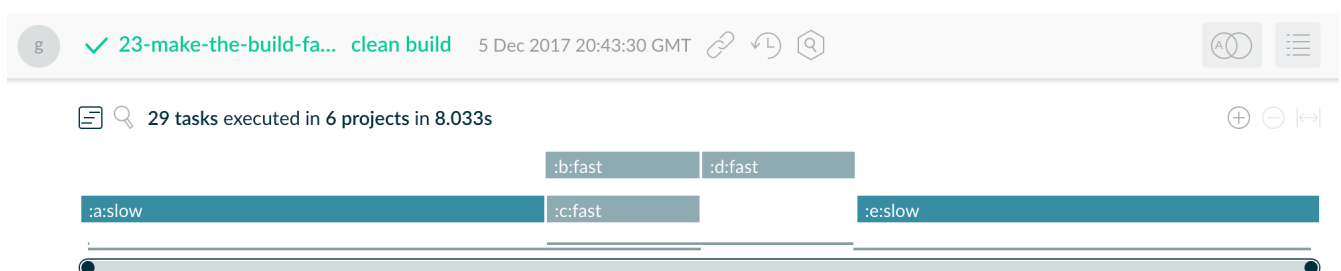 g 23-make-the-build-fa... clean build 5 Dec 2017 20:43:30 GMT A
29 tasks executed in 6 projects in 8.033s
:b:fast :d:fast
:a:slow :c:fast :e:slow